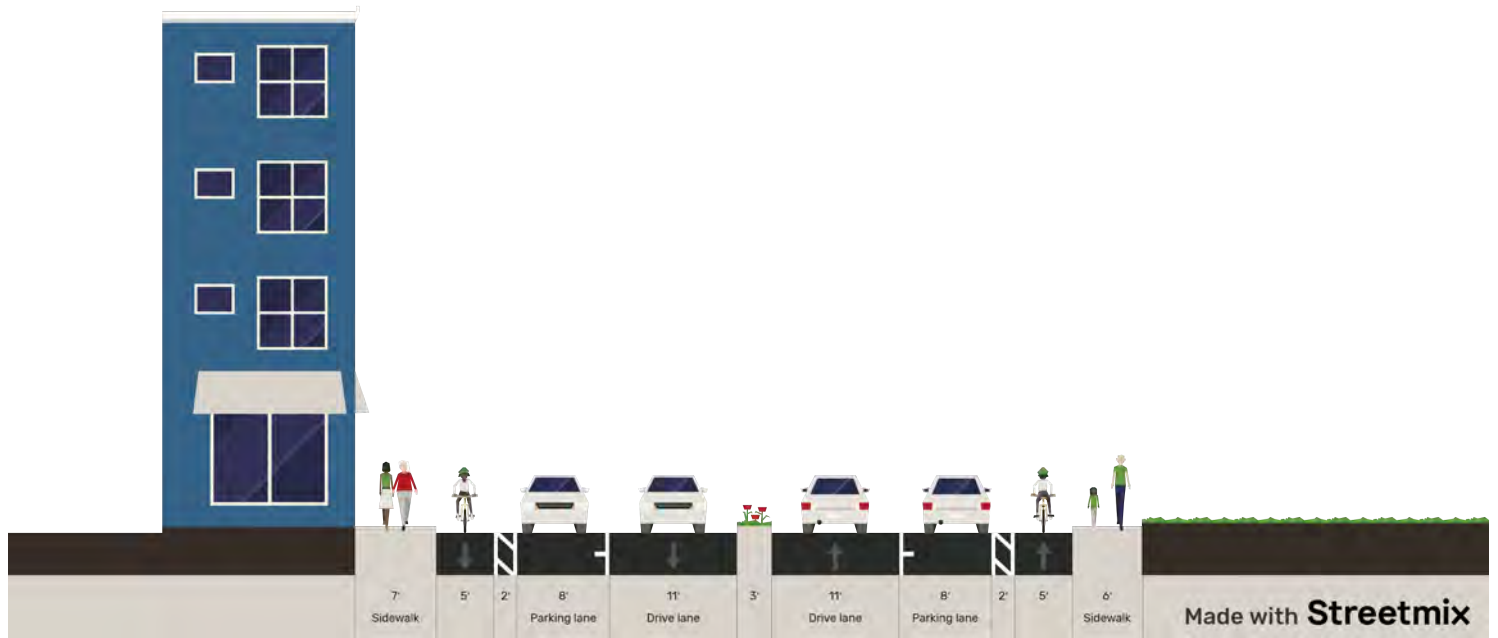 7' 5' 2' 8' 11' 3' 11' 8' 2' 5' 6'
Sidewalk Parking lane Drive lane Drive lane Parking lane Sidewalk
Made with Streetmix